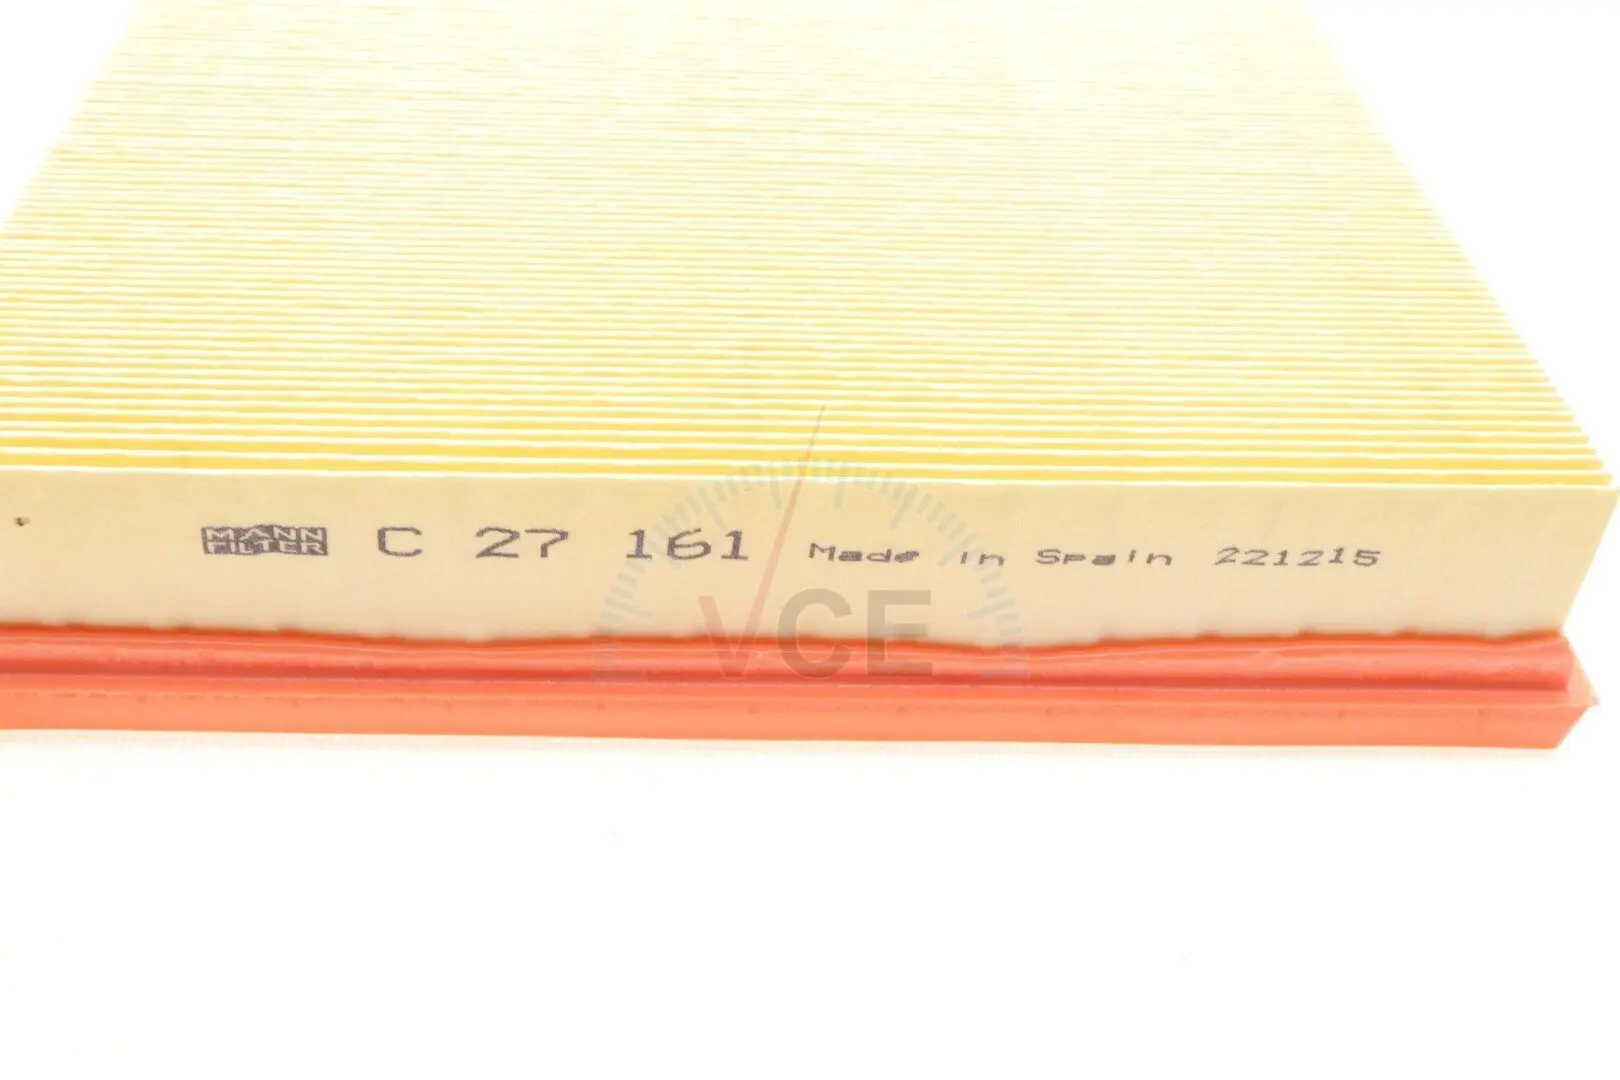 MANN FILTER C 27 161 Made in Spain 221215
VCE